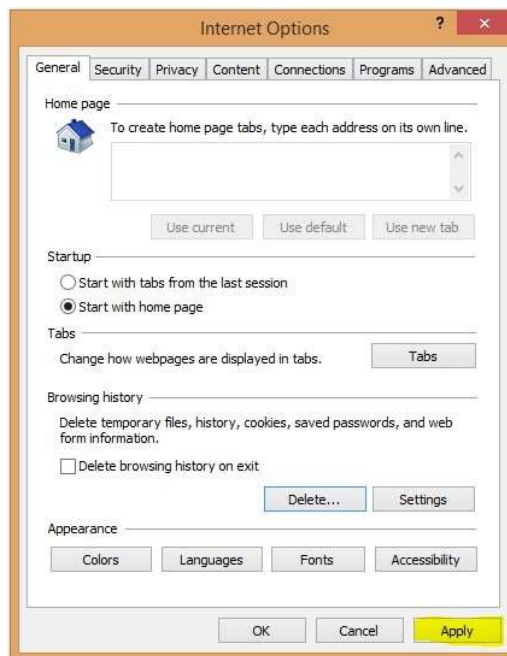 Internet Options
?
×
General Security Privacy Content Connections Programs Advanced
Home page
To create home page tabs, type each address on its own line.
Use current Use default Use new tab
Startup
Start with tabs from the last session
Start with home page
Tabs
Change how webpages are displayed in tabs. Tabs
Browsing history
Delete temporary files, history, cookies, saved passwords, and web
form information.
Delete browsing history on exit
Delete... Settings
Appearance
Colors Languages Fonts Accessibility
OK Cancel Apply